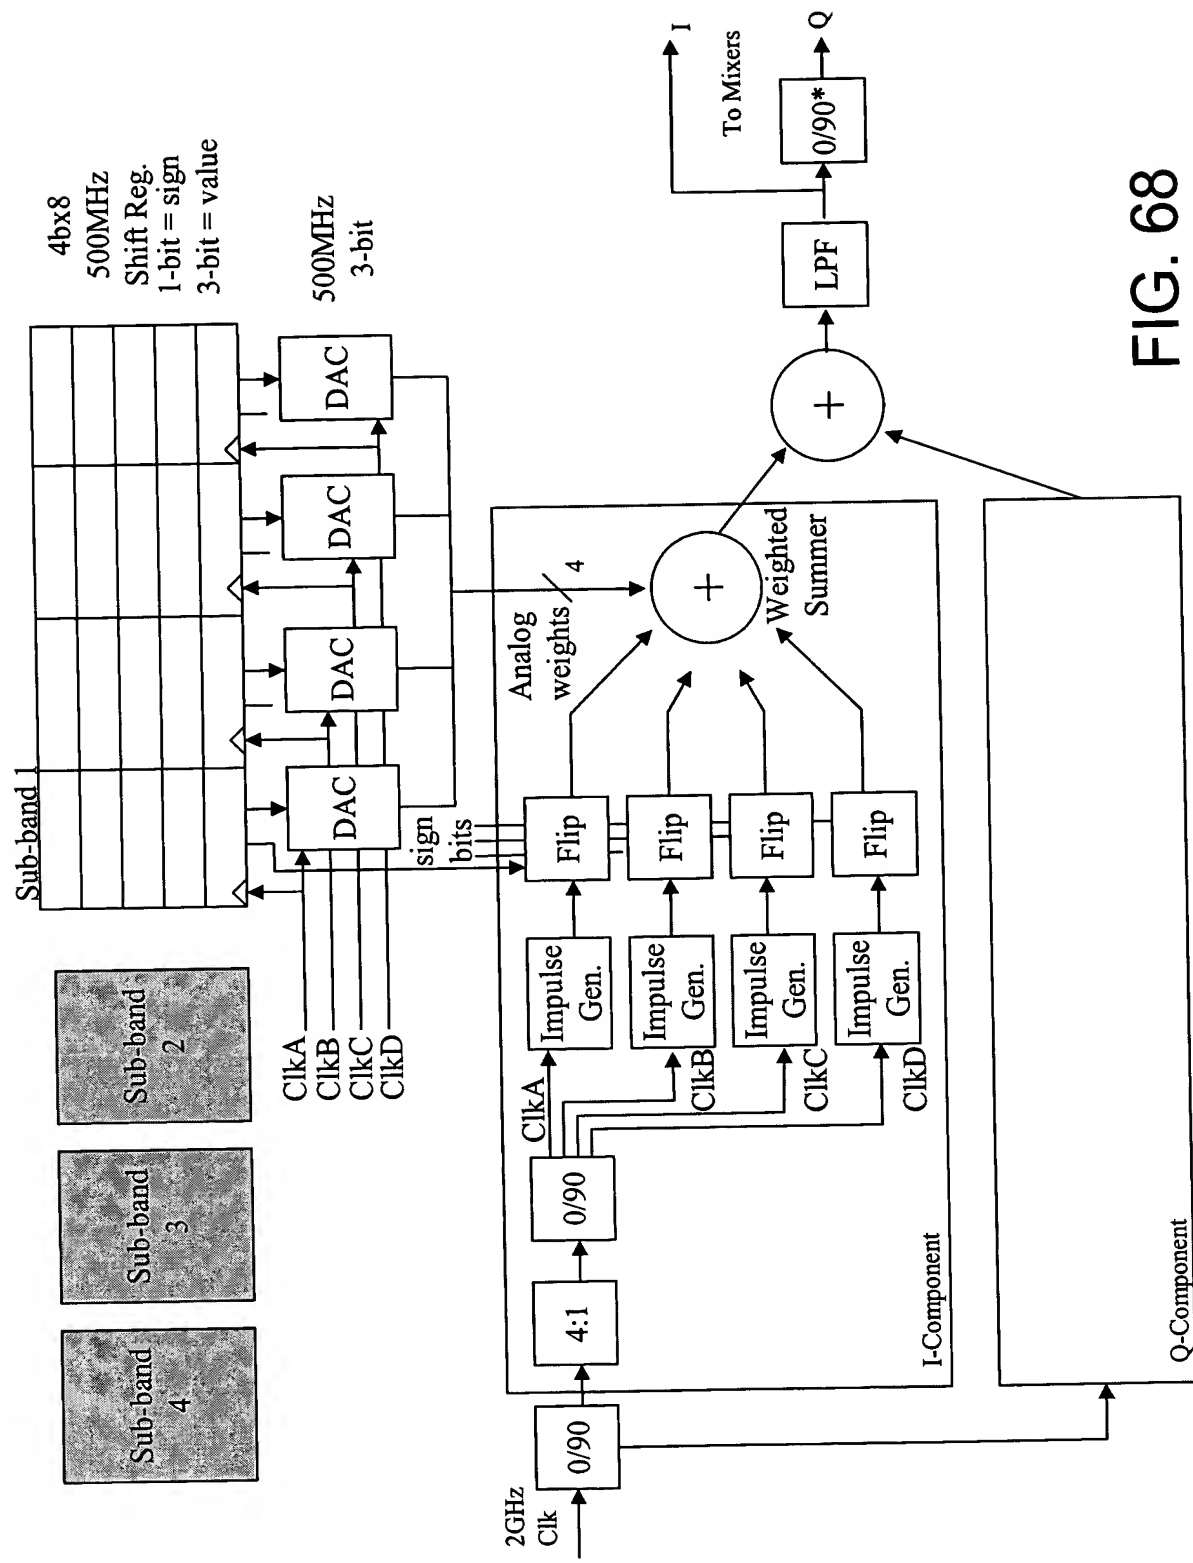 4bx8
500MHz
Shift Reg.
1-bit = sign
3-bit = value
500MHz
3-bit
Sub-band 1
Sub-band
2
Sub-band
3
Sub-band
4
DAC
DAC
DAC
DAC
ClkA
ClkB
ClkC
ClkD
sign
bits
Analog
weights
4
2GHz
Clk
0/90
4:1
0/90
ClkA
ClkB
ClkC
ClkD
Impulse
Gen.
Impulse
Gen.
Impulse
Gen.
Impulse
Gen.
Flip
Flip
Flip
Flip
+
Weighted
Summer
I-Component
Q-Component
+
LPF
0/90*
I
To Mixers
Q
FIG. 68